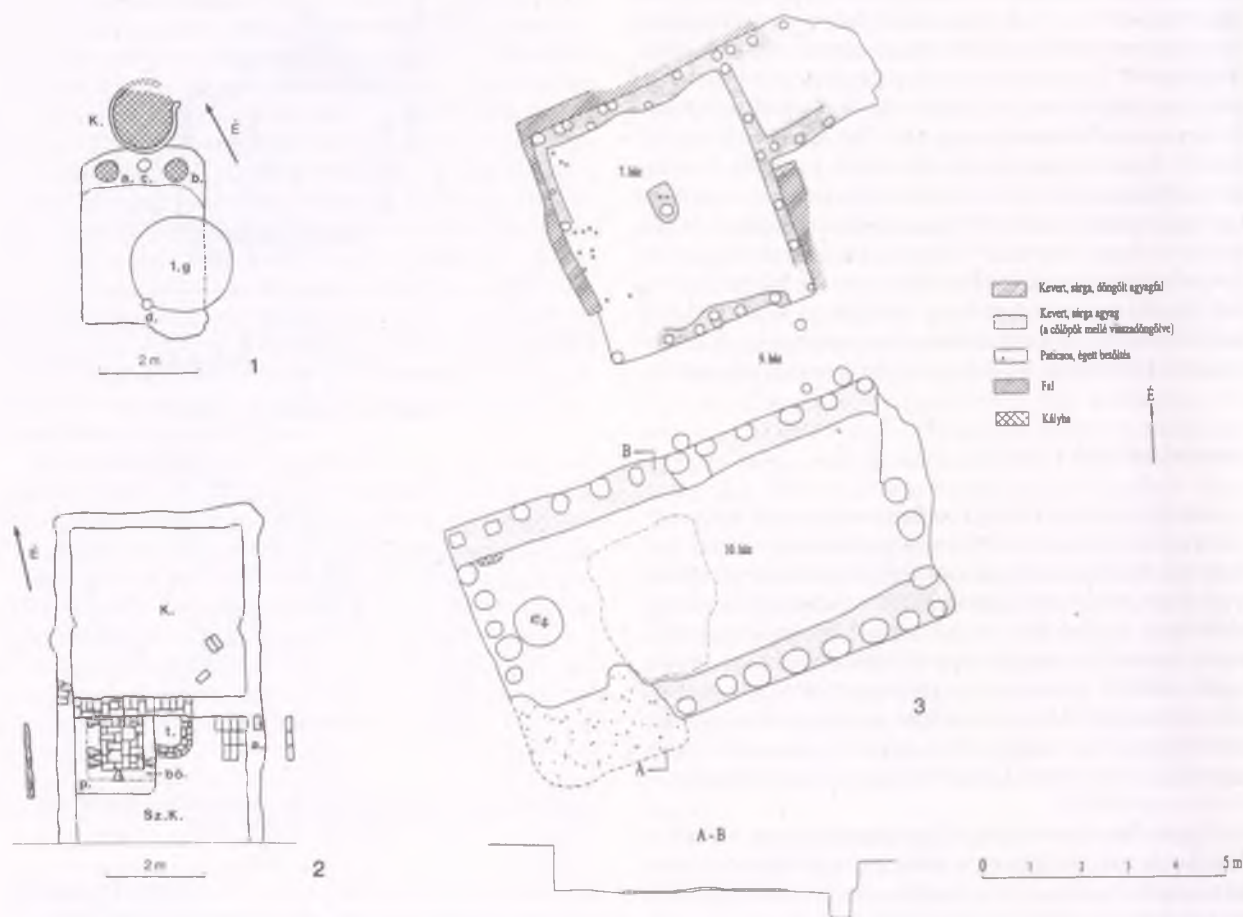 K.
É
a. c. b.
1.g
d.
2 m
1
7. ház
9. ház
Kevert, sárga, döngölt agyagfal
Kevert, sárga agyag
(a cölöpök mellé visszadöngölve)
Paticsos, égett betöltés
Fal
Kályha
É
B
10. ház
3
A
É
K.
t.
a.
bö.
p.
Sz.K.
2 m
2
A-B
0 1 2 3 4 5 m